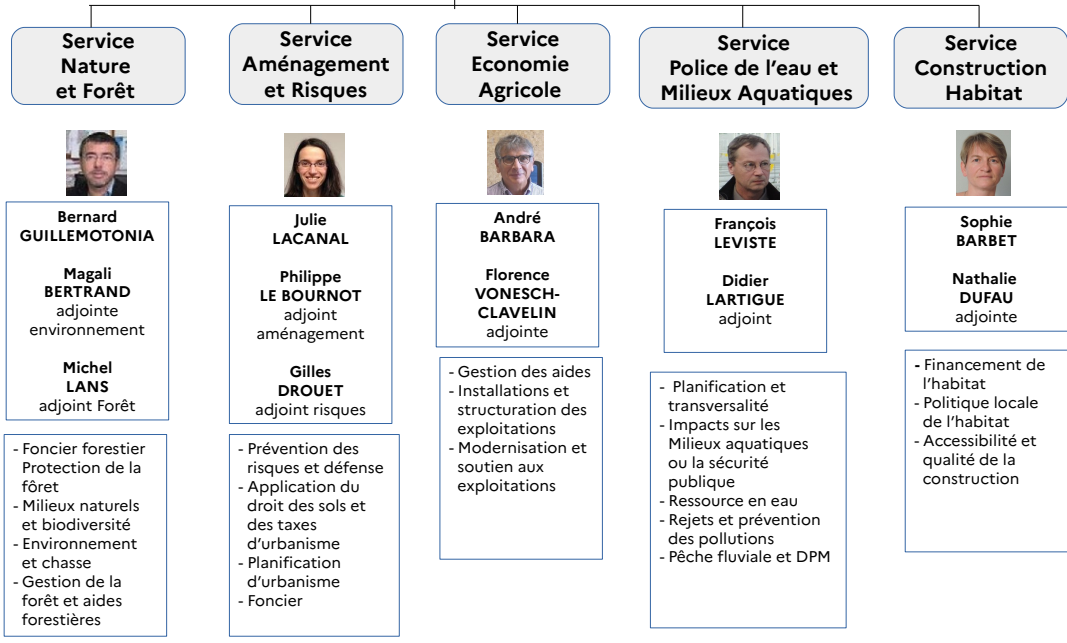 Service
Nature
et Forêt
Service
Aménagement
et Risques
Service
Economie
Agricole
Service
Police de l'eau et
Milieux Aquatiques
Service
Construction
Habitat
Bernard
GUILLEMOTONIA
Magali
BERTRAND
adjointe
environnement
Michel
LANS
adjoint Forêt
Julie
LACANAL
Philippe
LE BOURNOT
adjoint
aménagement
Gilles
DROUET
adjoint risques
André
BARBARA
Florence
VONESCH-
CLAVELIN
adjointe
François
LEVISTE
Didier
LARTIGUE
adjoint
Sophie
BARBET
Nathalie
DUFAU
adjointe
- Foncier forestier
Protection de la
fôret
- Milieux naturels
et biodiversité
- Environnement
et chasse
- Gestion de la
forêt et aides
forestières
- Prévention des
risques et défense
- Application du
droit des sols et
des taxes
d'urbanisme
- Planification
d'urbanisme
- Foncier
- Gestion des aides
- Installations et
structuration des
exploitations
- Modernisation et
soutien aux
exploitations
- Planification et
transversalité
- Impacts sur les
Milieux aquatiques
ou la sécurité
publique
- Ressource en eau
- Rejets et prévention
des pollutions
- Pêche fluviale et DPM
- Financement de
l'habitat
- Politique locale
de l'habitat
- Accessibilité et
qualité de la
construction